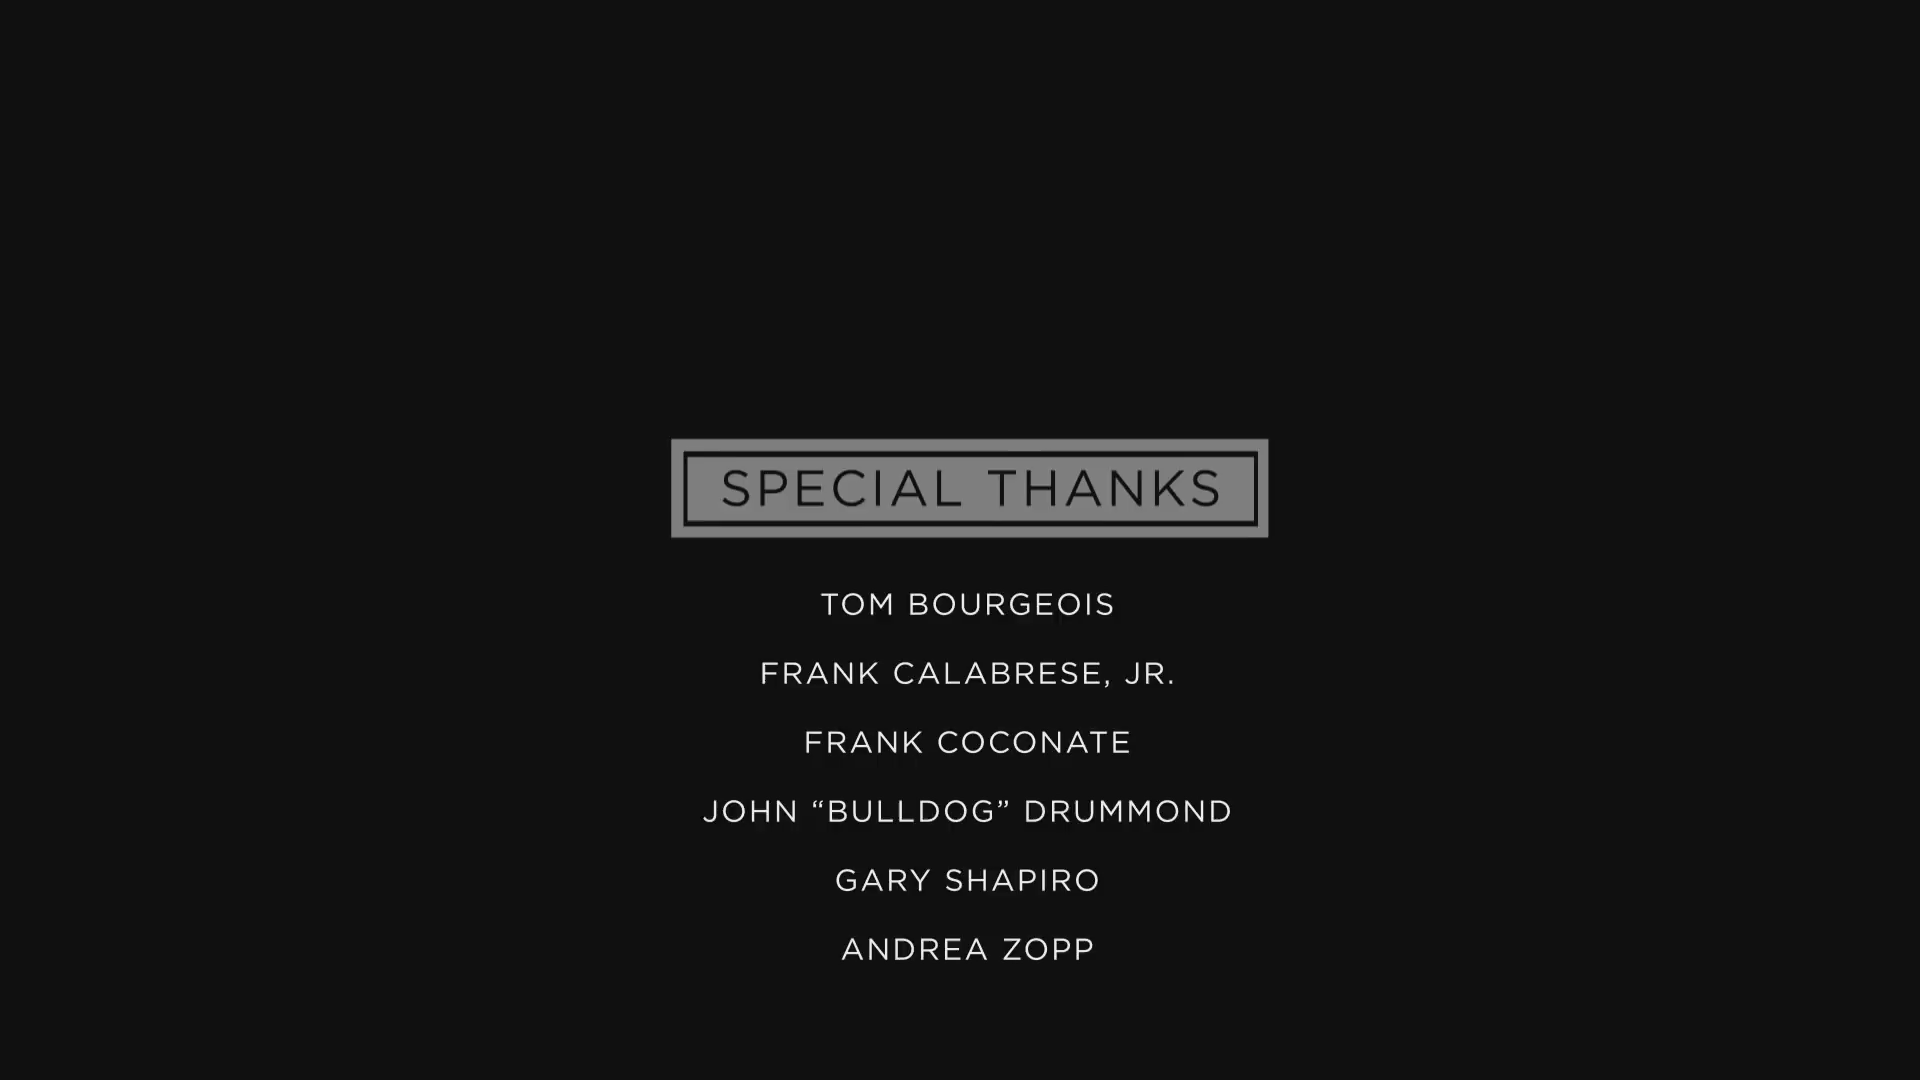 SPECIAL THANKS
TOM BOURGEOIS
FRANK CALABRESE, JR.
FRANK COCONATE
JOHN “BULLDOG” DRUMMOND
GARY SHAPIRO
ANDREA ZOPP